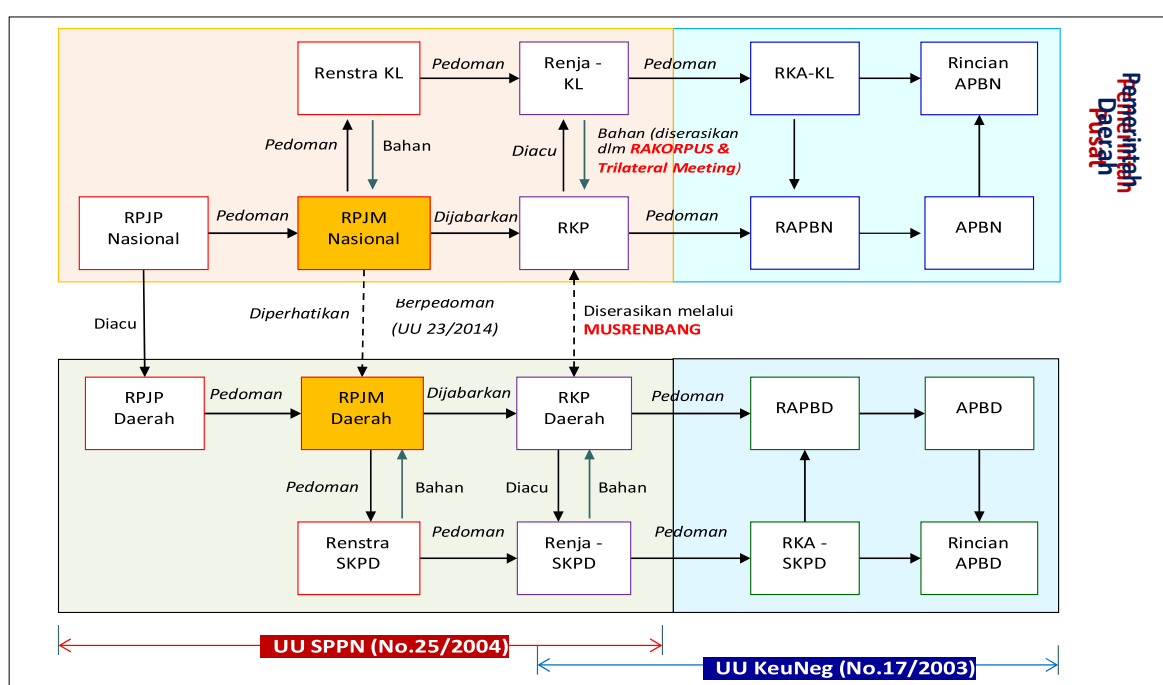 Renstra KL
Pedoman
Renja -
KL
Pedoman
RKA-KL
Rincian
APBN
Pedoman
Bahan
Diacu
Bahan (diserasikan
dlm RAKORPUS &
Trilateral Meeting)
RPJP
Nasional
Pedoman
RPJM
Nasional
Dijabarkan
RKP
Pedoman
RAPBN
APBN
Pemerintah
Pusat
Pemerintah
Daerah
Diacu
Diperhatikan
Berpedoman
(UU 23/2014)
Diserasikan melalui
MUSRENBANG
RPJP
Daerah
Pedoman
RPJM
Daerah
Dijabarkan
RKP
Daerah
Pedoman
RAPBD
APBD
Pedoman
Bahan
Diacu
Bahan
Renstra
SKPD
Pedoman
Renja -
SKPD
Pedoman
RKA -
SKPD
Rincian
APBD
UU SPPN (No.25/2004)
UU KeuNeg (No.17/2003)